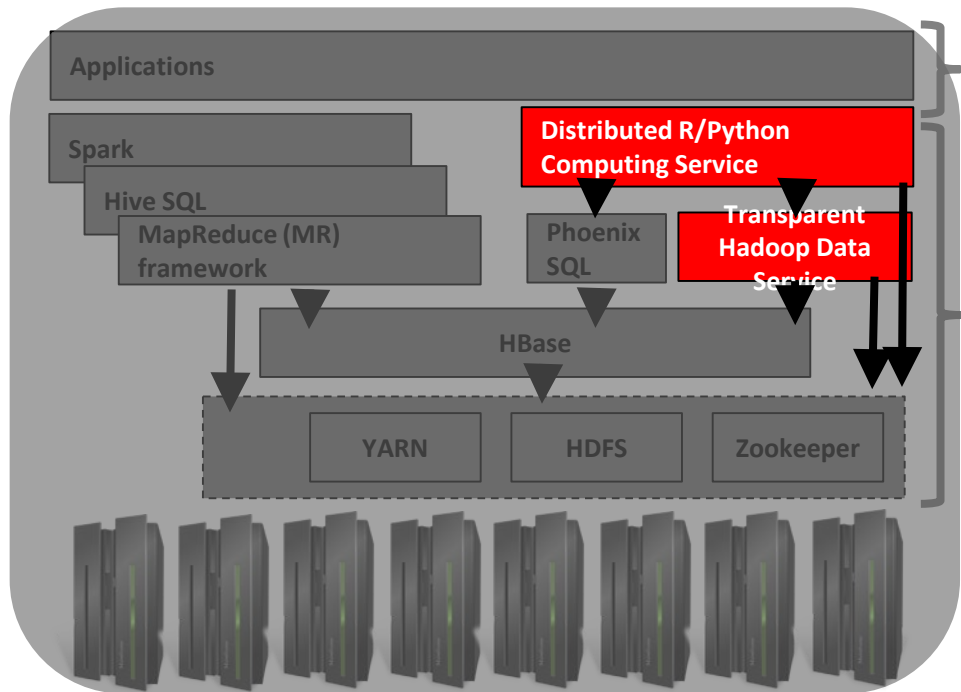 Applications
Spark
Distributed R/Python
Computing Service
Hive SQL
MapReduce (MR)
framework
Phoenix
SQL
Transparent
Hadoop Data
Service
HBase
YARN
HDFS
Zookeeper